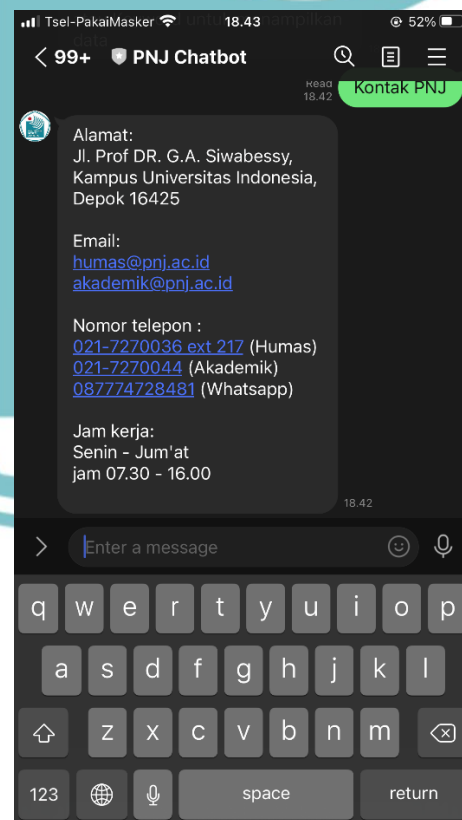 Tsel-PakaiMasker 18.43 52%
99+ PNJ Chatbot
Read
18.42
Kontak PNJ
Alamat:
Jl. Prof DR. G.A. Siwabessy,
Kampus Universitas Indonesia,
Depok 16425
Email:
humas@pnj.ac.id
akademik@pnj.ac.id
Nomor telepon :
021-7270036 ext 217 (Humas)
021-7270044 (Akademik)
087774728481 (Whatsapp)
Jam kerja:
Senin - Jum'at
jam 07.30 - 16.00
18.42
Enter a message
q w e r t y u i o p
a s d f g h j k l
z x c v b n m
123 space return